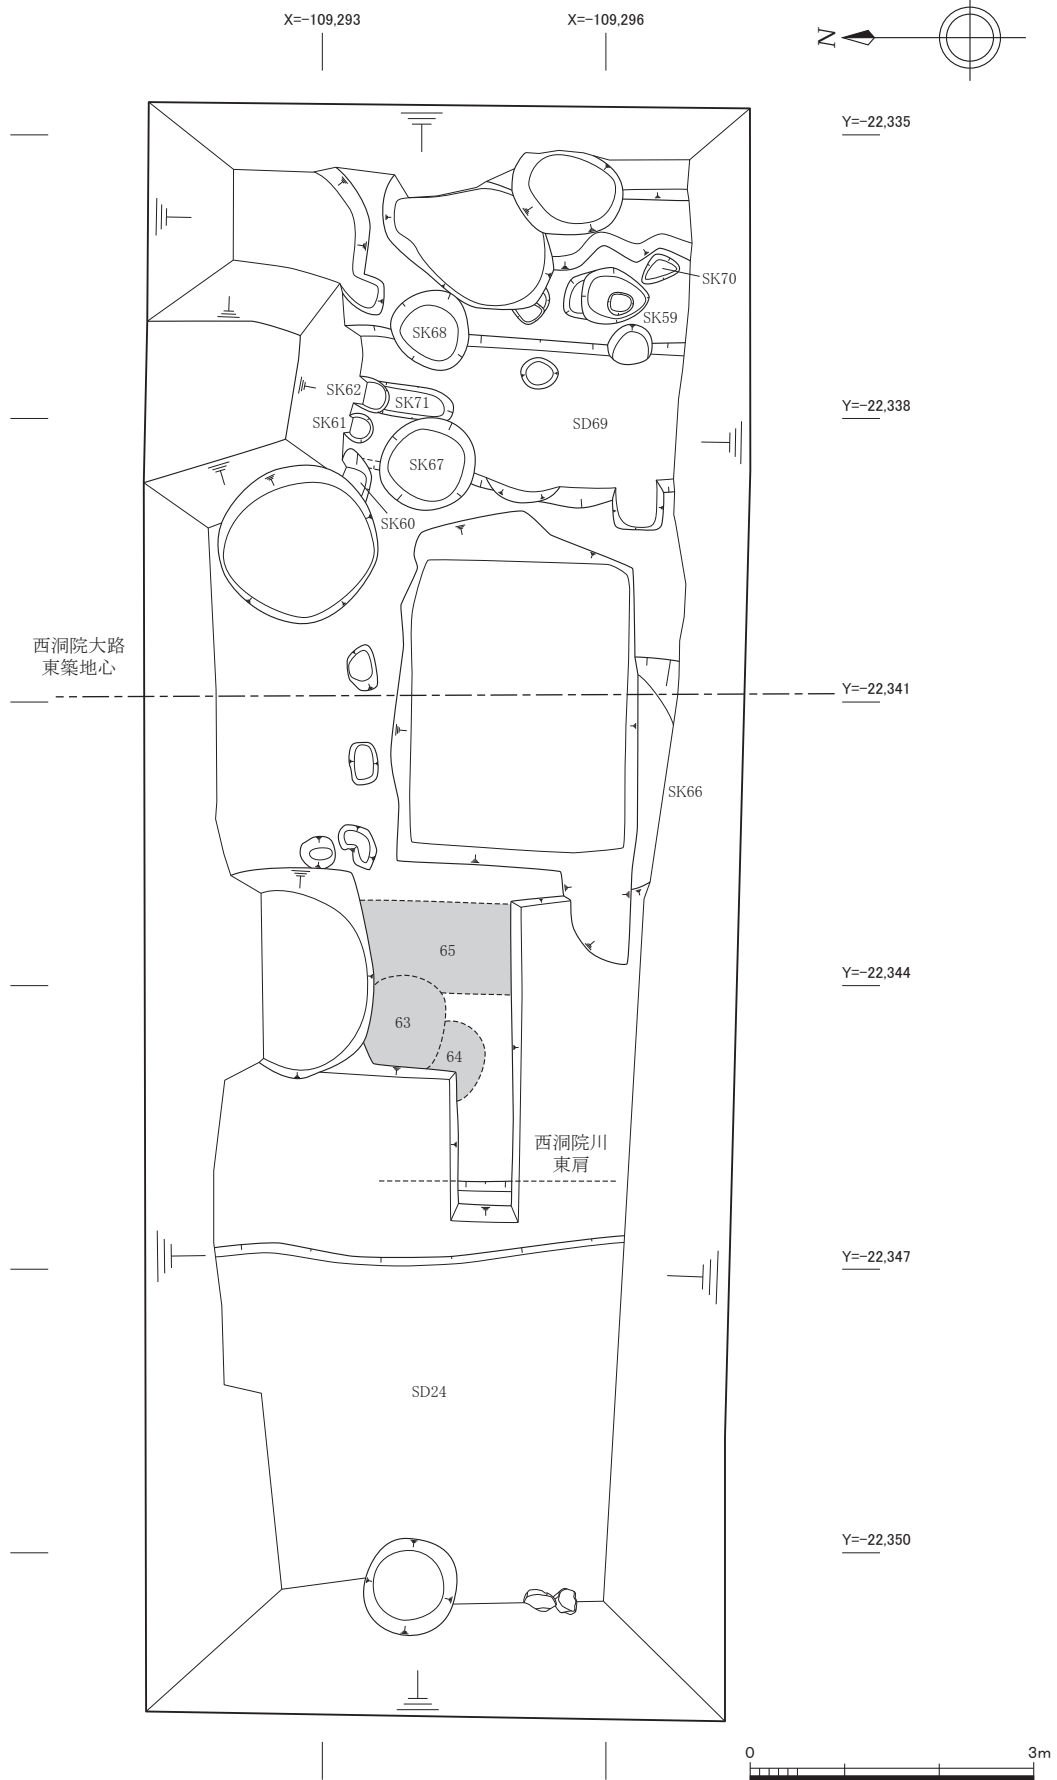 X=-109,293
X=-109,296
N
Y=-22,335
SK70
SK59
SK68
SK62
SK71
Y=-22,338
SK61
SD69
SK67
SK60
西洞院大路
東築地心
Y=-22,341
SK66
65
Y=-22,344
63
64
西洞院川
東肩
Y=-22,347
SD24
Y=-22,350
0
3m